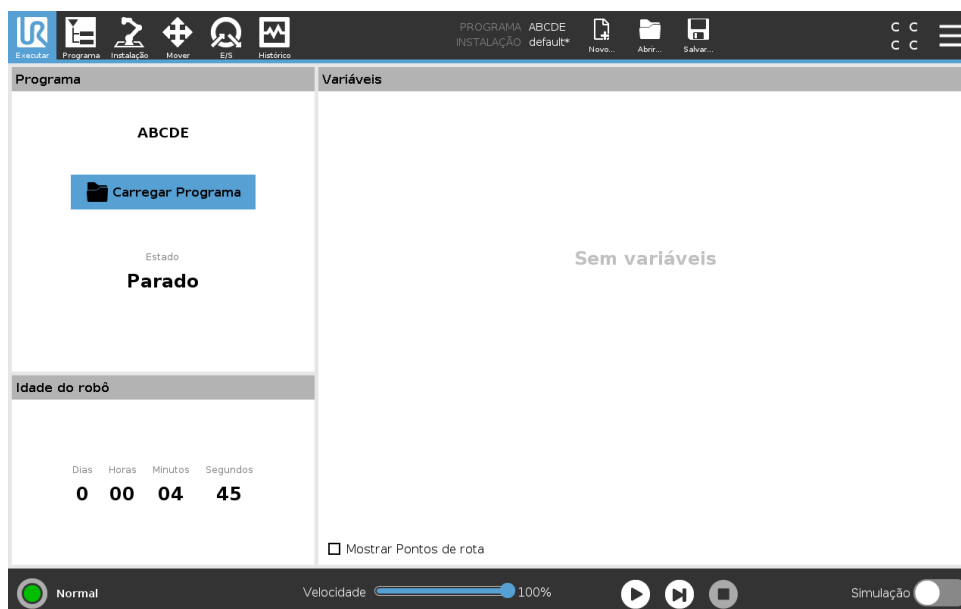 UR
Executar Programa Instalação Mover E/S Histórico
PROGRAMA ABCDE
INSTALAÇÃO default*
Novo... Abrir... Salvar...
C C
C C
Programa
Variáveis
ABCDE
Carregar Programa
Estado
Parado
Sem variáveis
Idade do robô
Dias Horas Minutos Segundos
0 00 04 45
Mostrar Pontos de rota
Normal
Velocidade 100%
Simulação